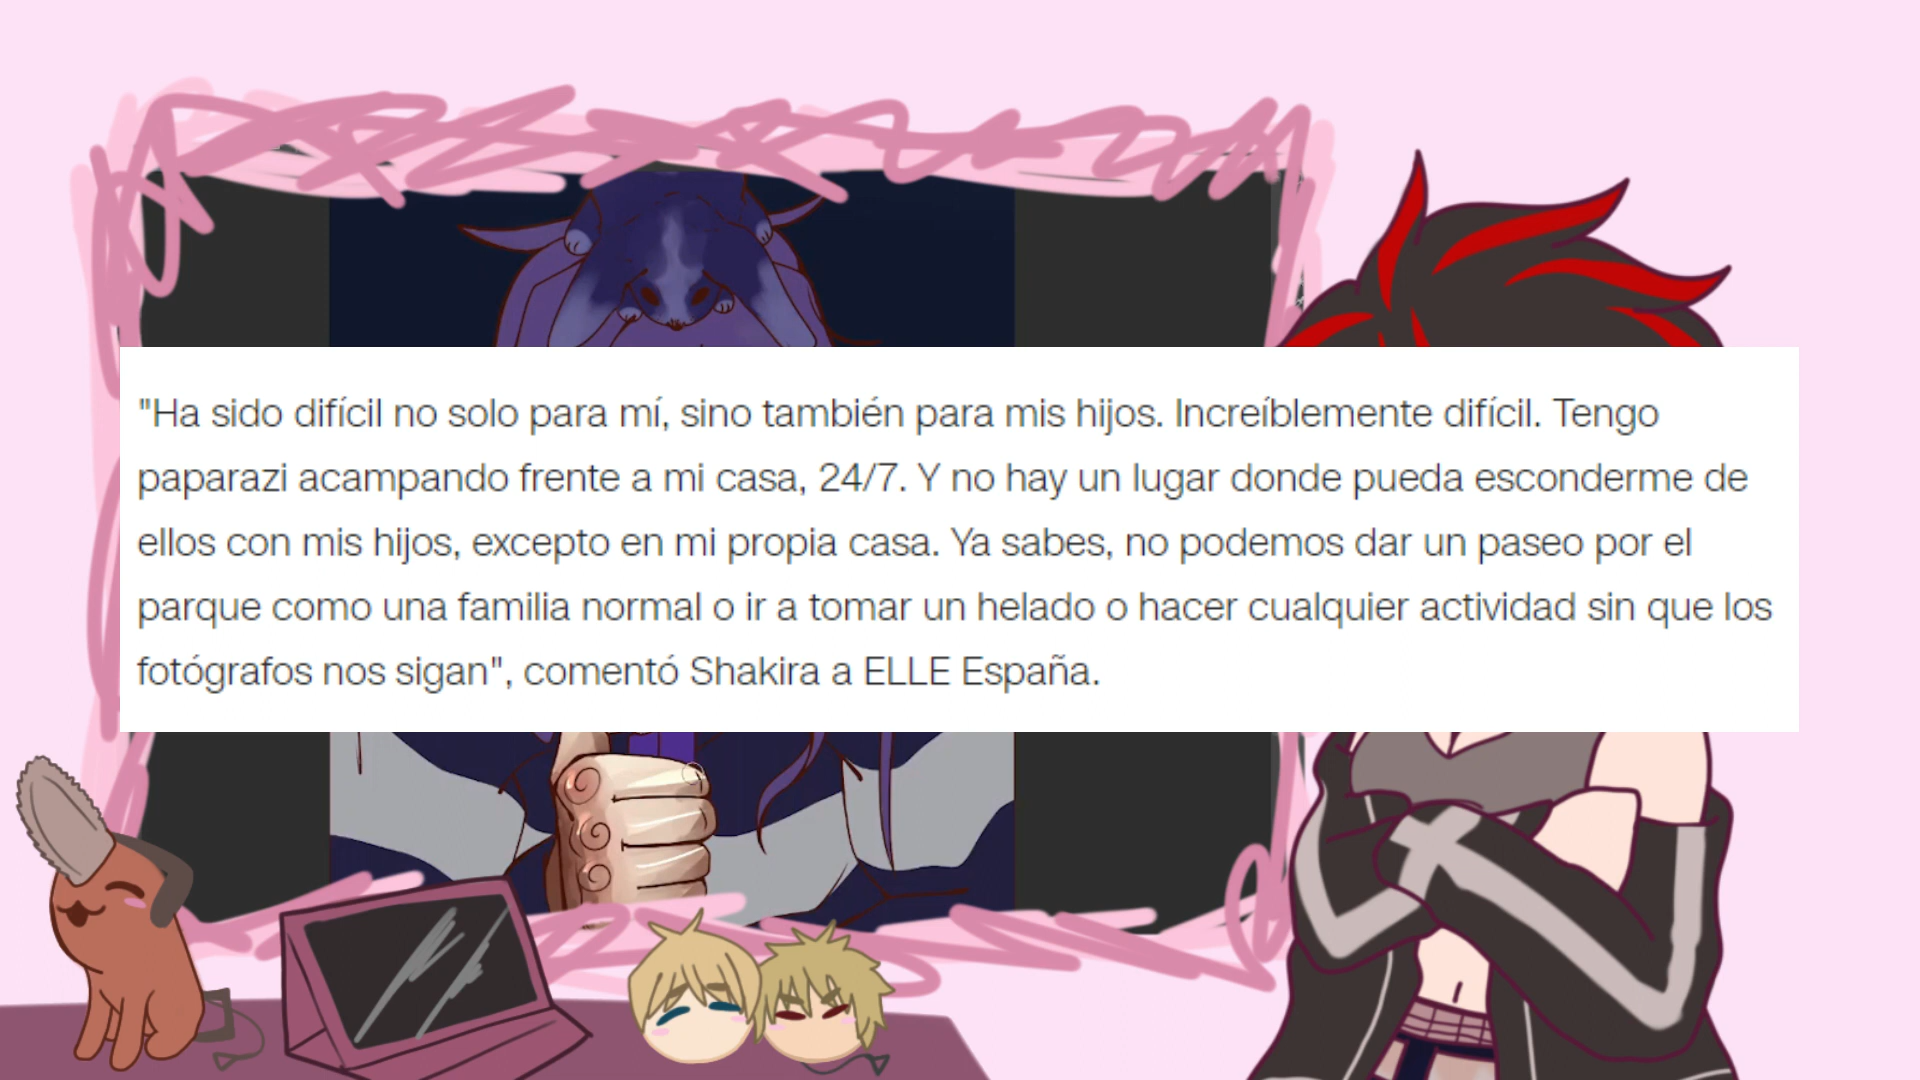 "Ha sido difícil no solo para mí, sino también para mis hijos. Increíblemente difícil. Tengo
paparazi acampando frente a mi casa, 24/7. Y no hay un lugar donde pueda esconderme de
ellos con mis hijos, excepto en mi propia casa. Ya sabes, no podemos dar un paseo por el
parque como una familia normal o ir a tomar un helado o hacer cualquier actividad sin que los
fotógrafos nos sigan", comentó Shakira a ELLE España.